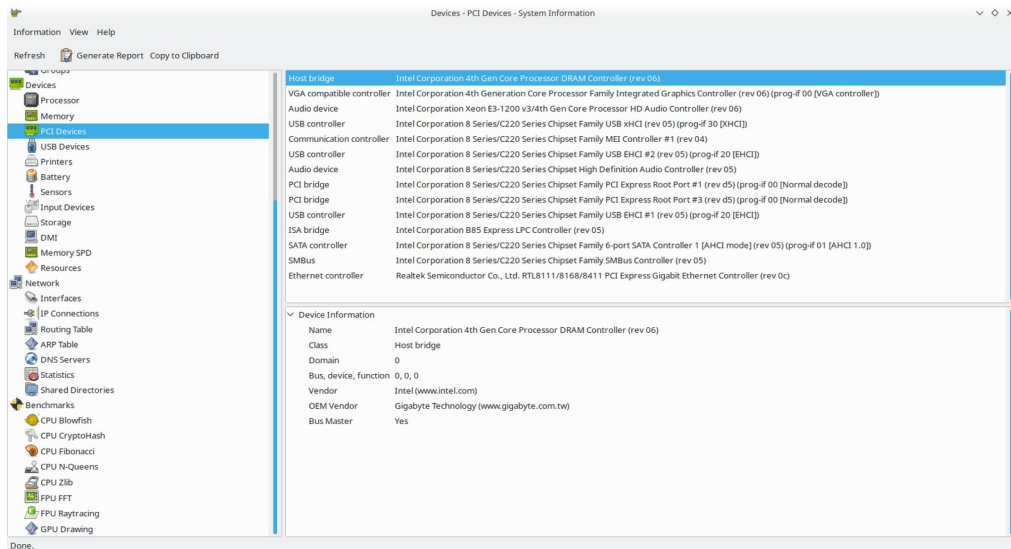 Devices - PCI Devices - System Information
Information View Help
Refresh Generate Report Copy to Clipboard
Groups
Devices
Processor
Memory
PCI Devices
USB Devices
Printers
Battery
Sensors
Input Devices
Storage
DMI
Memory SPD
Resources
Network
Interfaces
IP Connections
Routing Table
ARP Table
DNS Servers
Statistics
Shared Directories
Benchmarks
CPU Blowfish
CPU CryptoHash
CPU Fibonacci
CPU N-Queens
CPU Zlib
FPU FFT
FPU Raytracing
GPU Drawing
Host bridge Intel Corporation 4th Gen Core Processor DRAM Controller (rev 06)
VGA compatible controller Intel Corporation 4th Generation Core Processor Family Integrated Graphics Controller (rev 06) (prog-if 00 [VGA controller])
Audio device Intel Corporation Xeon E3-1200 v3/4th Gen Core Processor HD Audio Controller (rev 06)
USB controller Intel Corporation 8 Series/C220 Series Chipset Family USB xHCI (rev 05) (prog-if 30 [XHCI])
Communication controller Intel Corporation 8 Series/C220 Series Chipset Family MEI Controller #1 (rev 04)
USB controller Intel Corporation 8 Series/C220 Series Chipset Family USB EHCI #2 (rev 05) (prog-if 20 [EHCI])
Audio device Intel Corporation 8 Series/C220 Series Chipset High Definition Audio Controller (rev 05)
PCI bridge Intel Corporation 8 Series/C220 Series Chipset Family PCI Express Root Port #1 (rev d5) (prog-if 00 [Normal decode])
PCI bridge Intel Corporation 8 Series/C220 Series Chipset Family PCI Express Root Port #3 (rev d5) (prog-if 00 [Normal decode])
USB controller Intel Corporation 8 Series/C220 Series Chipset Family USB EHCI #1 (rev 05) (prog-if 20 [EHCI])
ISA bridge Intel Corporation B85 Express LPC Controller (rev 05)
SATA controller Intel Corporation 8 Series/C220 Series Chipset Family 6-port SATA Controller 1 [AHCI mode] (rev 05) (prog-if 01 [AHCI 1.0])
SMBus Intel Corporation 8 Series/C220 Series Chipset Family SMBus Controller (rev 05)
Ethernet controller Realtek Semiconductor Co., Ltd. RTL8111/8168/8411 PCI Express Gigabit Ethernet Controller (rev 0c)
Device Information
Name Intel Corporation 4th Gen Core Processor DRAM Controller (rev 06)
Class Host bridge
Domain 0
Bus, device, function 0, 0, 0
Vendor Intel (www.intel.com)
OEM Vendor Gigabyte Technology (www.gigabyte.com.tw)
Bus Master Yes
Done.